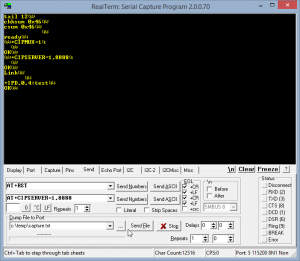 RealTerm: Serial Capture Program 2.0.0.70
tail 12
chksum 0x46
csum 0x46
ready
AT+CIPMUX=1
OK
AT+CIPSERVER=1,8888
OK
Link
+IPD,0,4:test
OK
Display Port Capture Pins Send Echo Port I2C I2C-2 I2CMisc Misc \n Clear Freeze ?
AT+RST
Send Numbers Send ASCII
AT+CIPSERVER=1,8888
Send Numbers Send ASCII
0 LF Repeats 1 Literal Strip Spaces
EOL
+CR
+LF
+CR
+LF
\n
Before
After
SMBUS 8
Dump File to Port
c:\temp\capture.txt ... Send File Stop Delays 0 0
Repeats 1 0
Status
Disconnect
RXD (2)
TXD (3)
CTS (8)
DCD (1)
DSR (6)
Ring (9)
BREAK
Error
Ctrl+Tab to step through tab sheets Char Count:12516 CPS:0 Port: 5 115200 8N1 Non